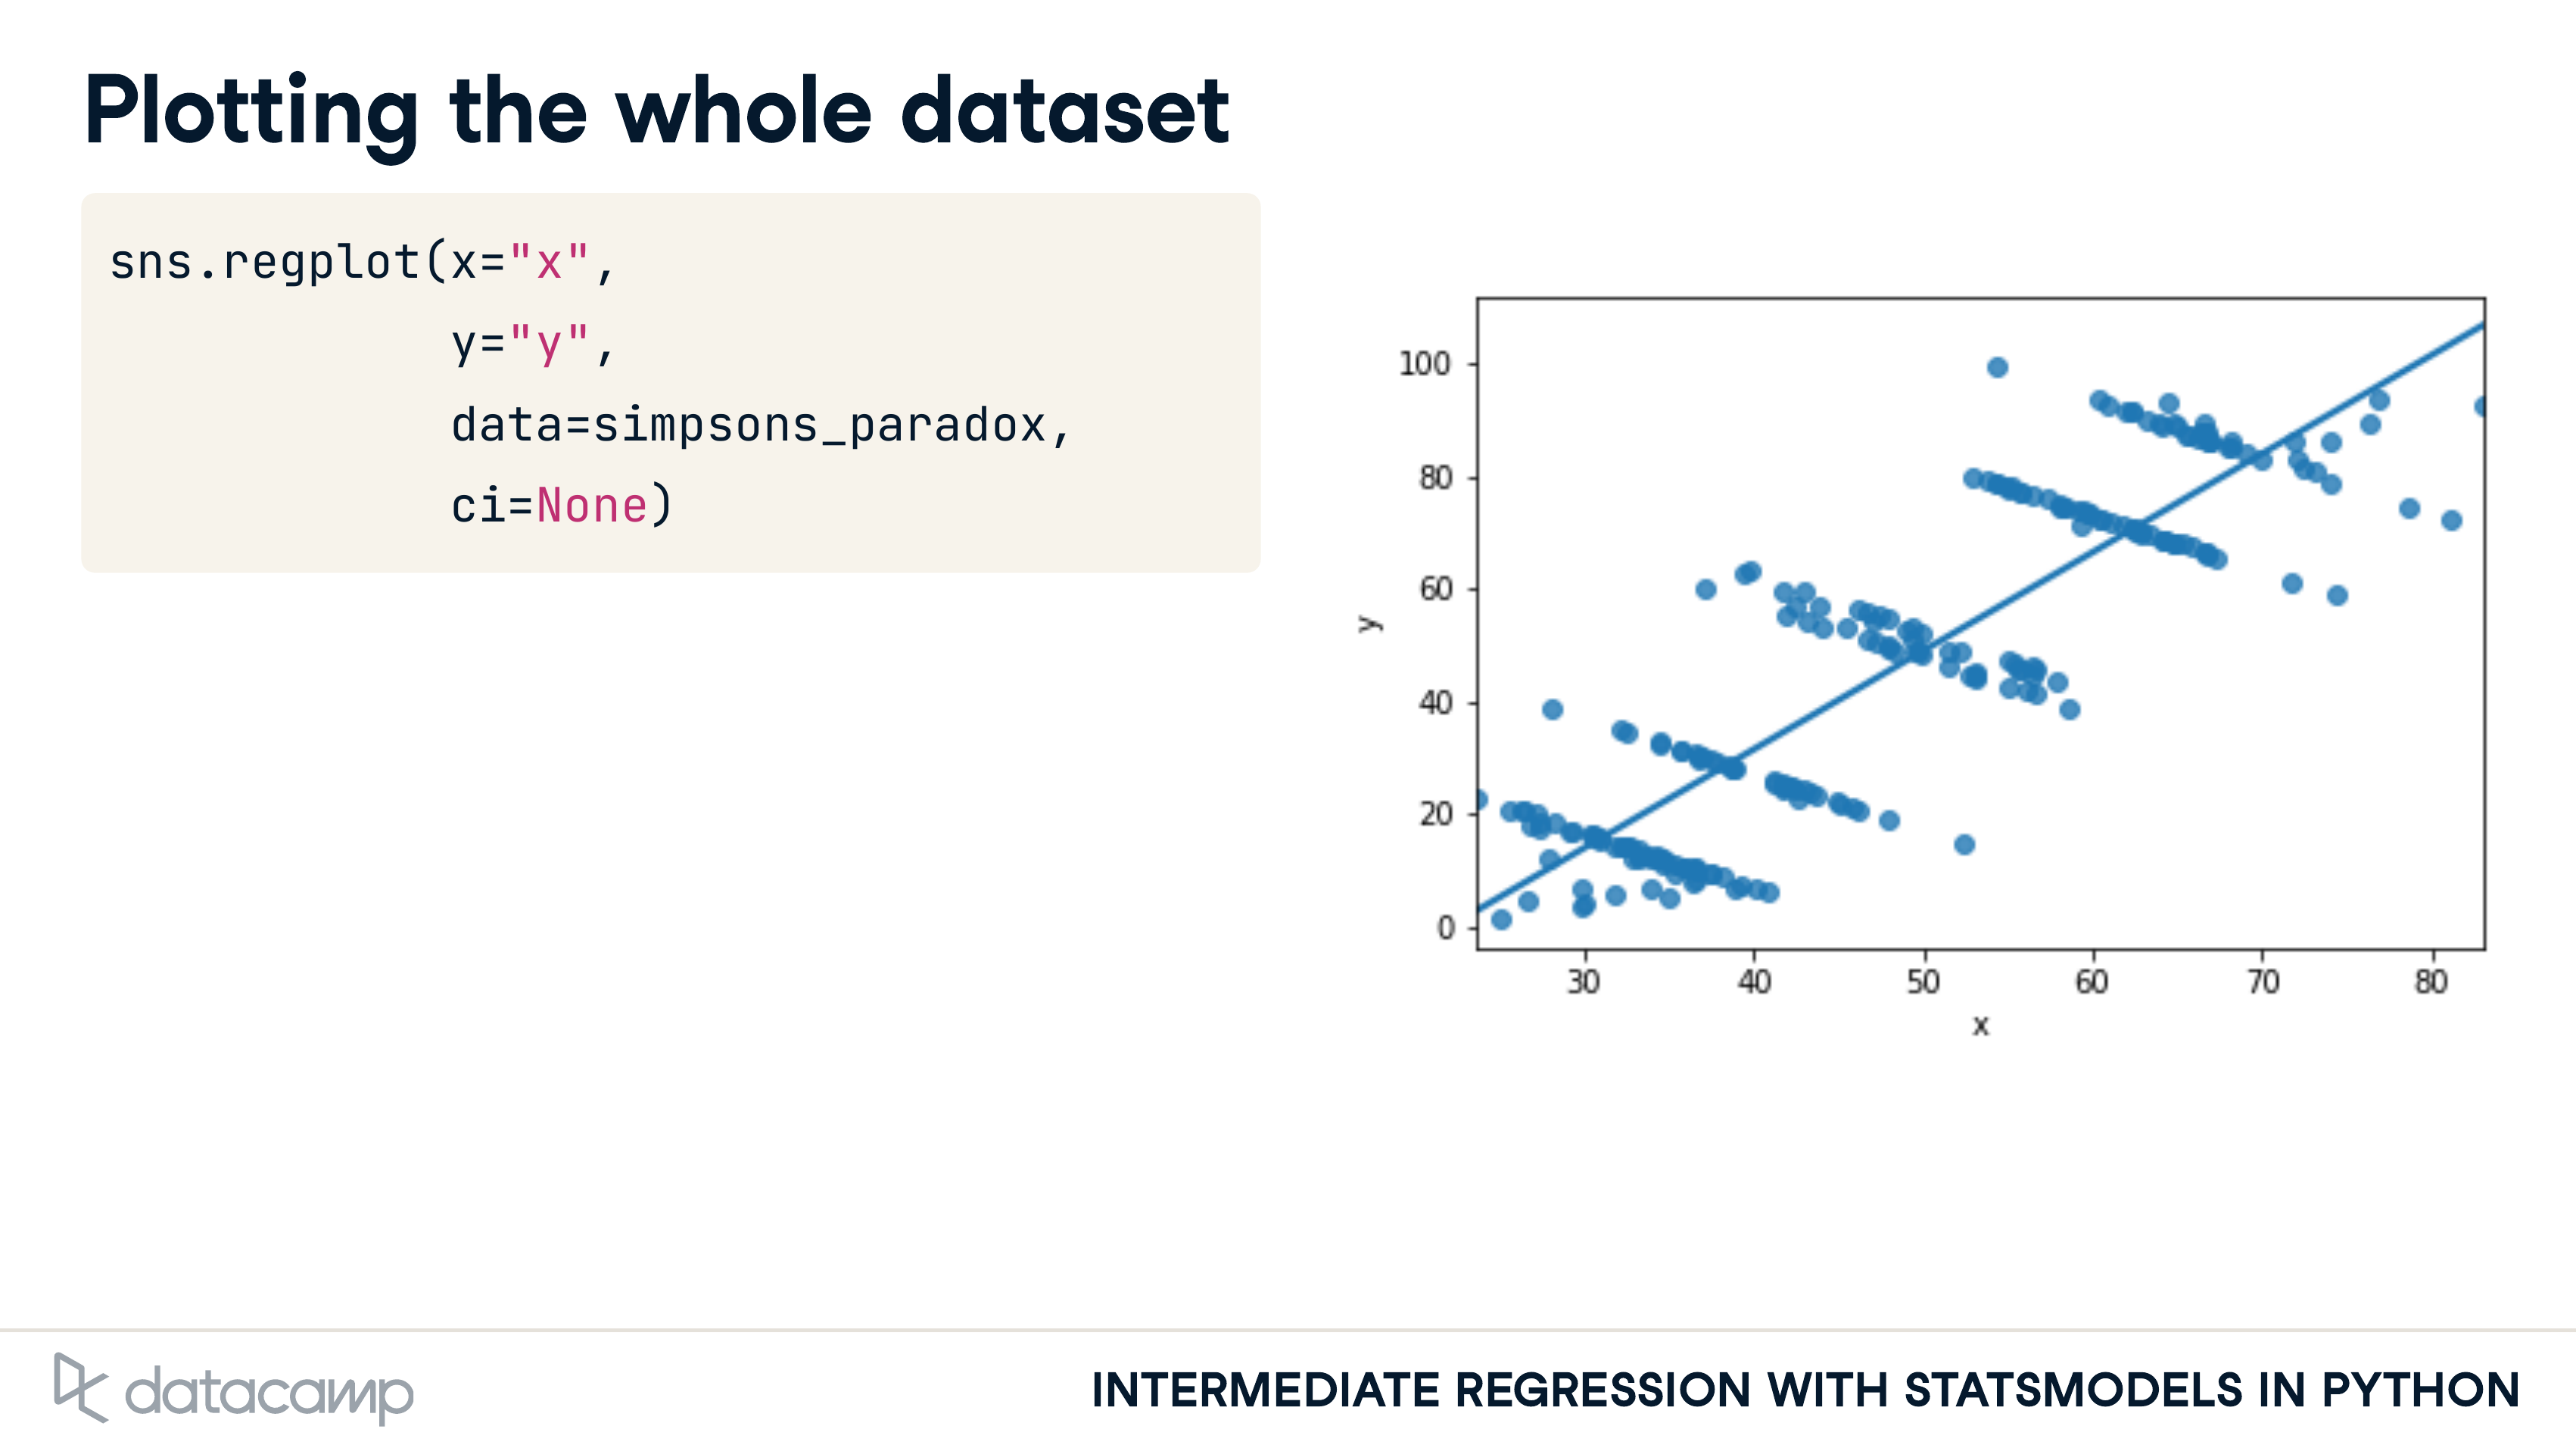 Plotting the whole dataset
sns.regplot(x="x",
y="y",
data=simpsons_paradox,
ci=None)
100
80
60
40
20
0
y
30 40 50 60 70 80
x
datacamp
INTERMEDIATE REGRESSION WITH STATSMODELS IN PYTHON